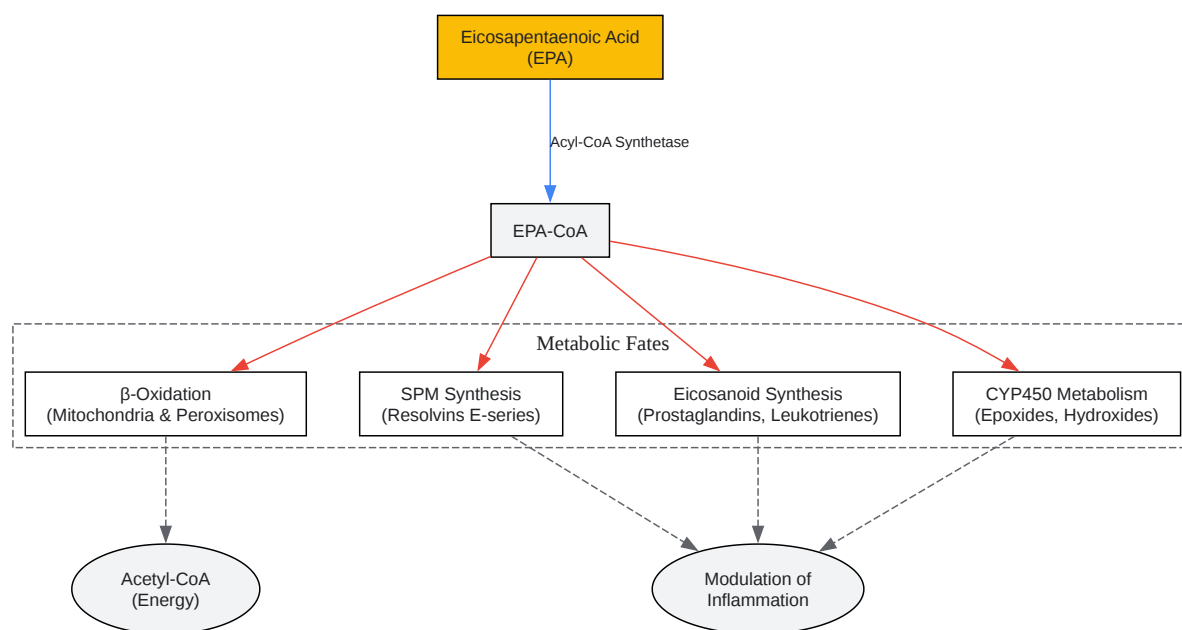 Eicosapentaenoic Acid
(EPA)
Acyl-CoA Synthetase
EPA-CoA
Metabolic Fates
β-Oxidation
(Mitochondria & Peroxisomes)
SPM Synthesis
(Resolvins E-series)
Eicosanoid Synthesis
(Prostaglandins, Leukotrienes)
CYP450 Metabolism
(Epoxides, Hydroxides)
Acetyl-CoA
(Energy)
Modulation of
Inflammation